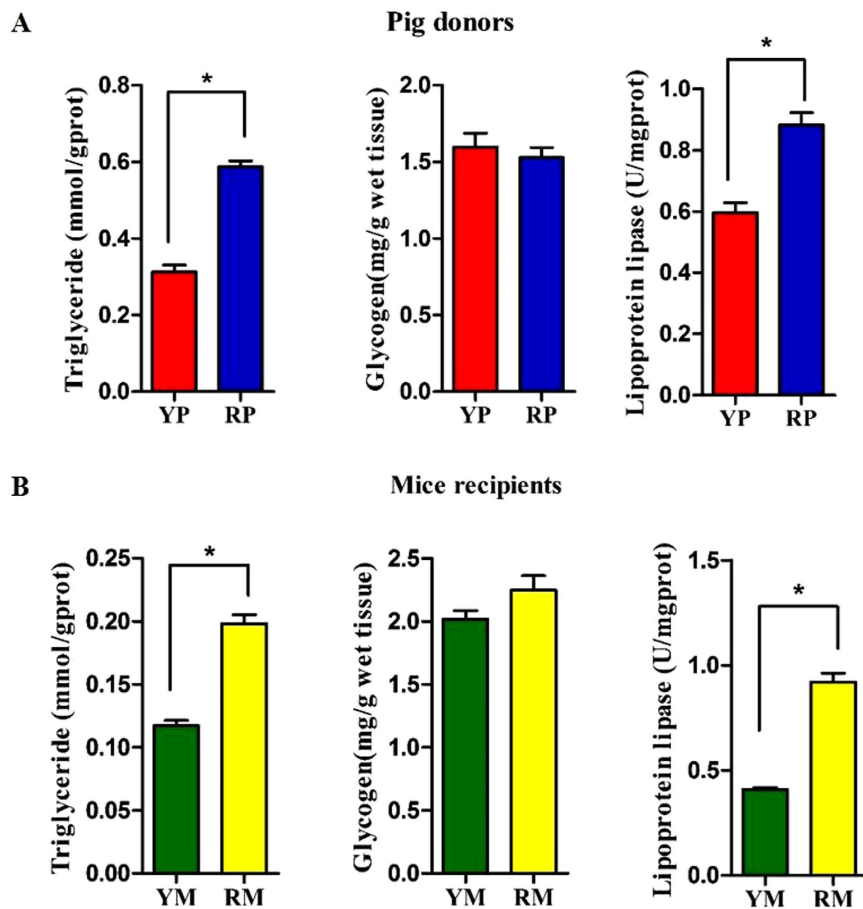 A
Pig donors
Triglyceride (mmol/gprot)
0.8
0.6
0.4
0.2
0.0
*
YP RP
Glycogen(mg/g wet tissue)
2.0
1.5
1.0
0.5
0.0
YP RP
Lipoprotein lipase (U/mgprot)
1.0
0.8
0.6
0.4
0.2
0.0
*
YP RP
B
Mice recipients
Triglyceride (mmol/gprot)
0.25
0.20
0.15
0.10
0.05
0.00
*
YM RM
Glycogen(mg/g wet tissue)
2.5
2.0
1.5
1.0
0.5
0.0
YM RM
Lipoprotein lipase (U/mgprot)
1.5
1.0
0.5
0.0
*
YM RM